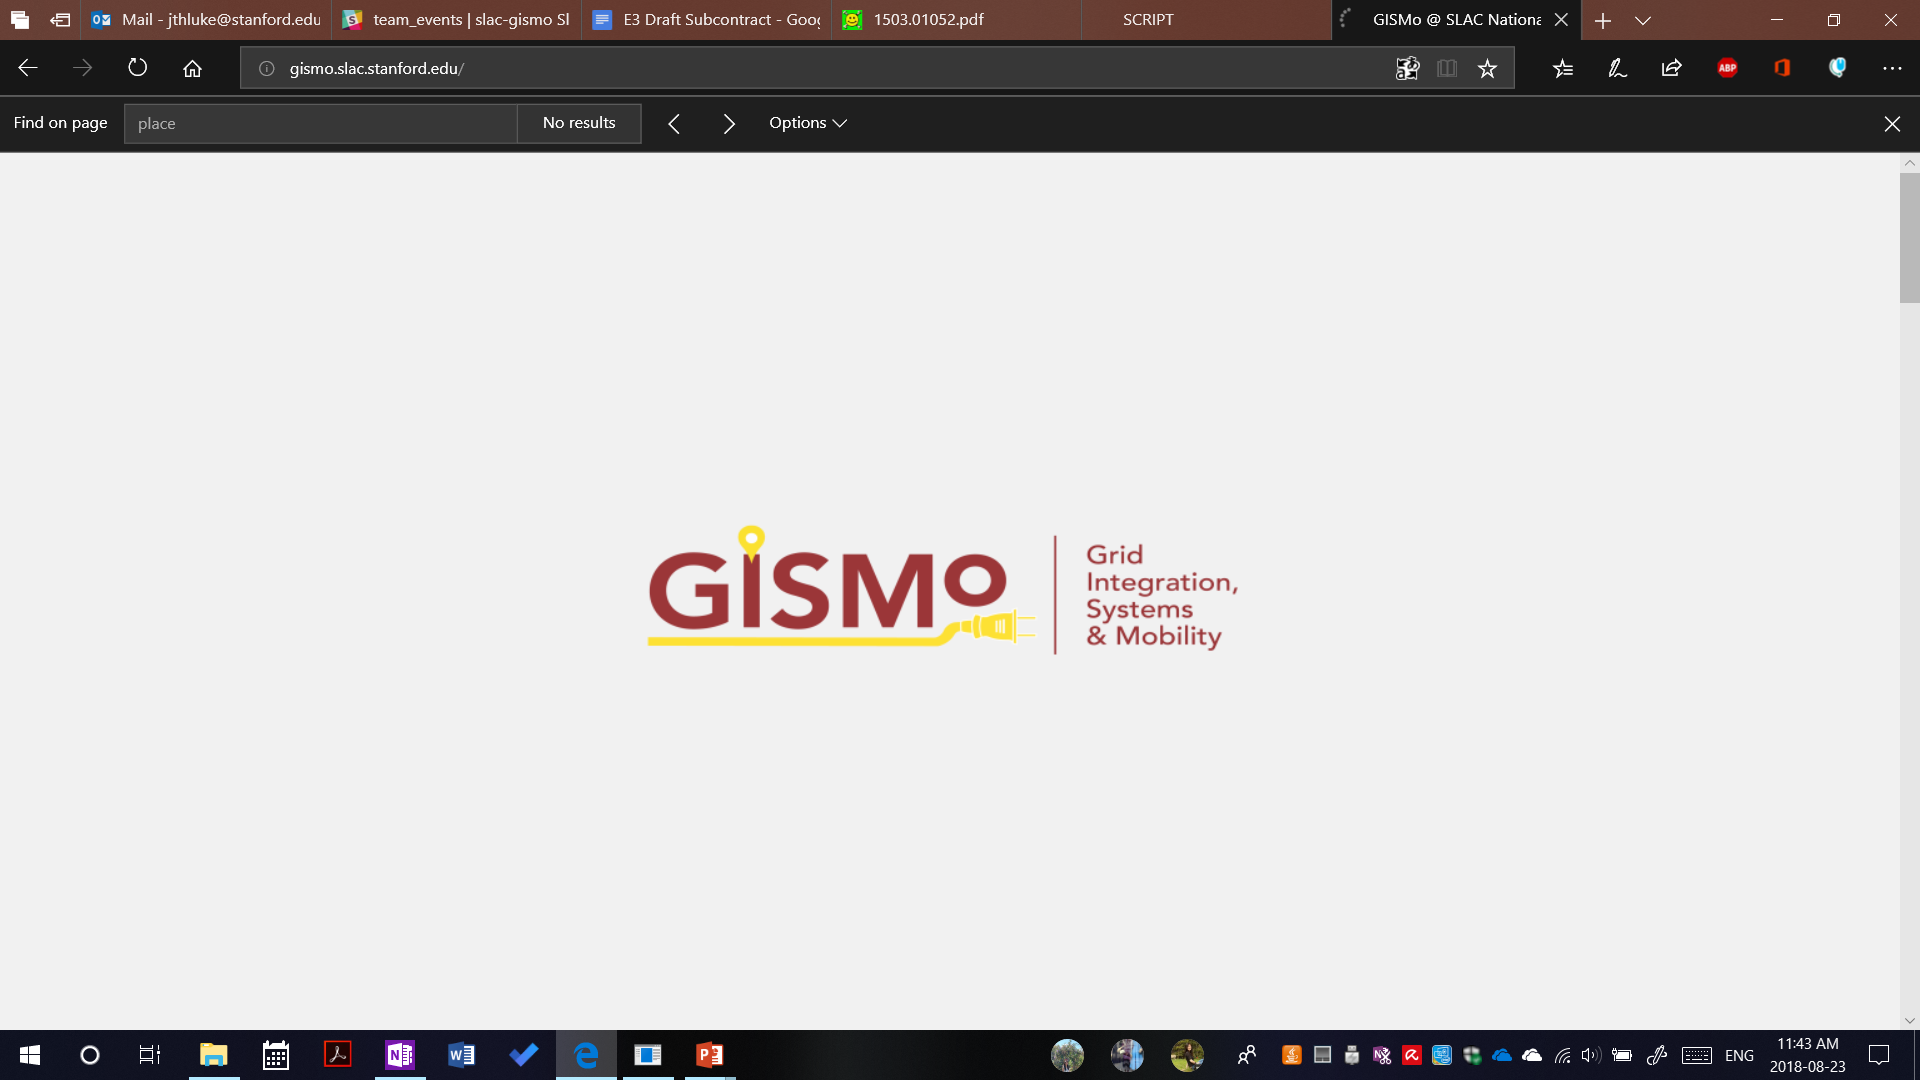 Mail - jthluke@stanford.edu
team_events | slac-gismo Sl
E3 Draft Subcontract - Goog
1503.01052.pdf
SCRIPT
GISMo @ SLAC Nationa
gismo.slac.stanford.edu/
ABP
Find on page
place
No results
Options
GiSMo
Grid
Integration,
Systems
& Mobility
ENG
11:43 AM
2018-08-23